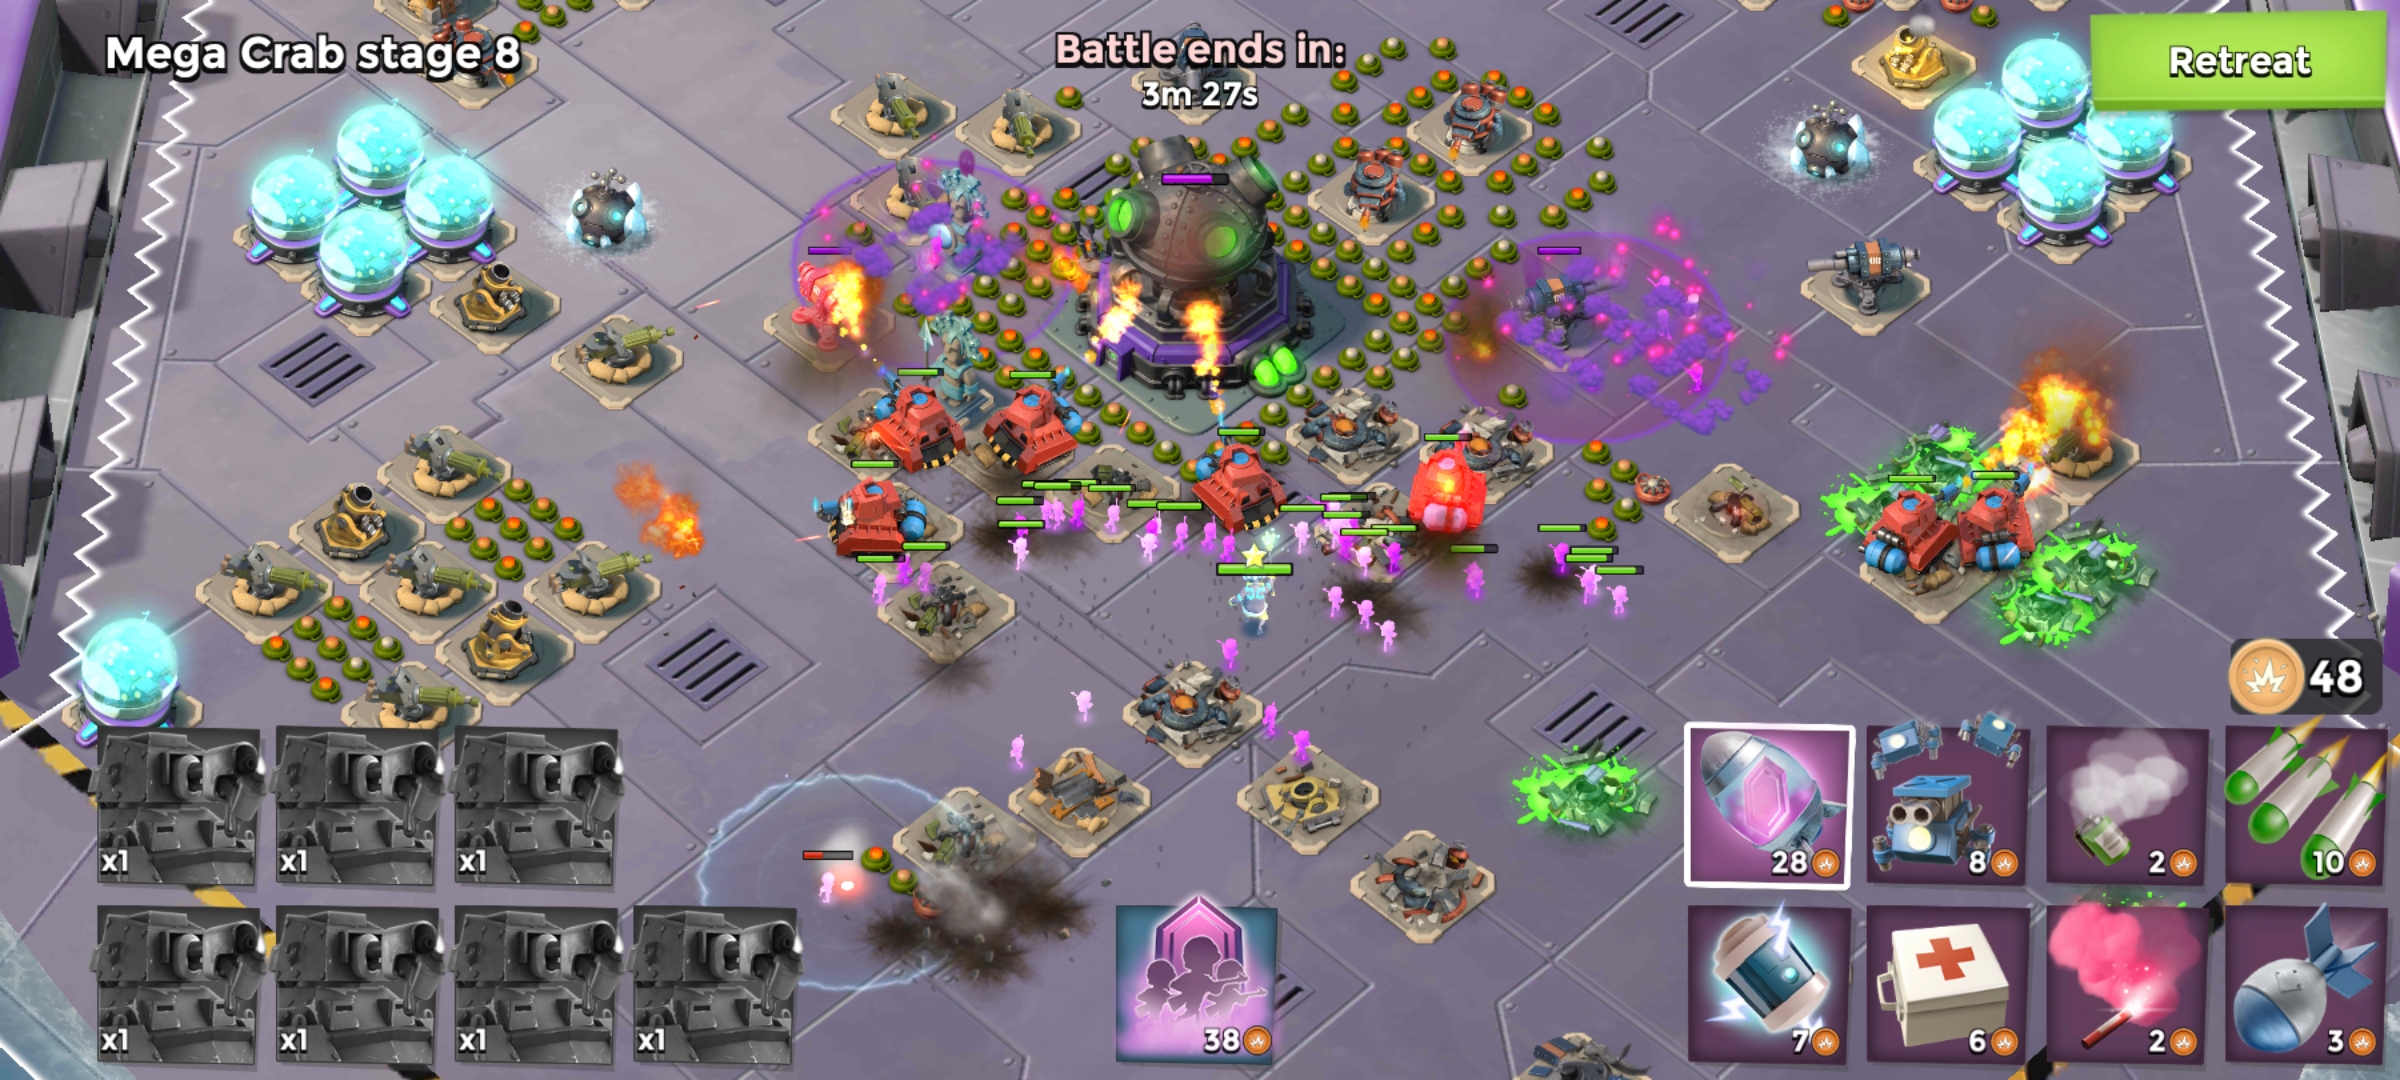 Mega Crab stage 8
Battle ends in:
3m 27s
Retreat
48
x1
x1
x1
28
8
2
10
x1
x1
x1
x1
38
7
6
2
3